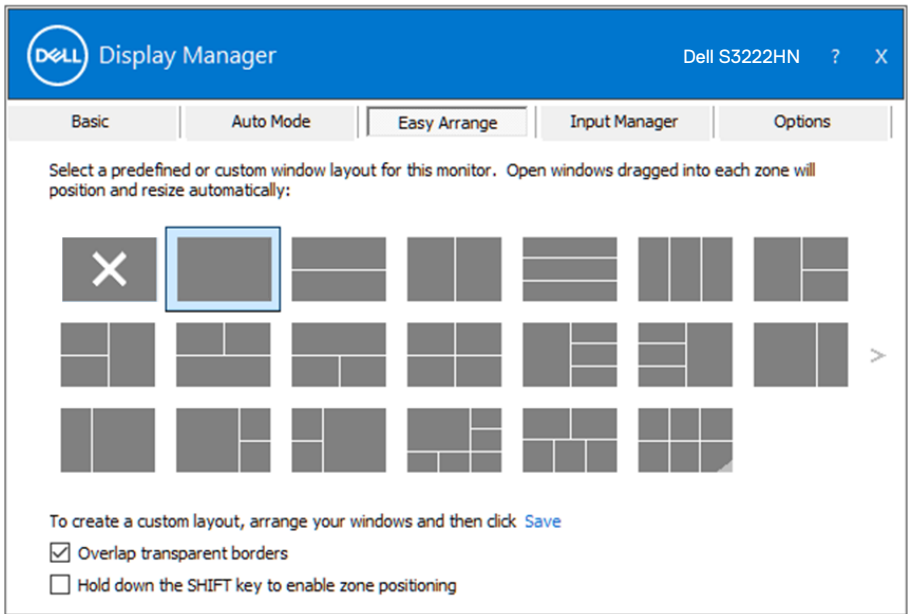 DELL Display Manager Dell S3222HN ? X
Basic Auto Mode Easy Arrange Input Manager Options
Select a predefined or custom window layout for this monitor. Open windows dragged into each zone will
position and resize automatically:
>
To create a custom layout, arrange your windows and then click Save
Overlap transparent borders
Hold down the SHIFT key to enable zone positioning